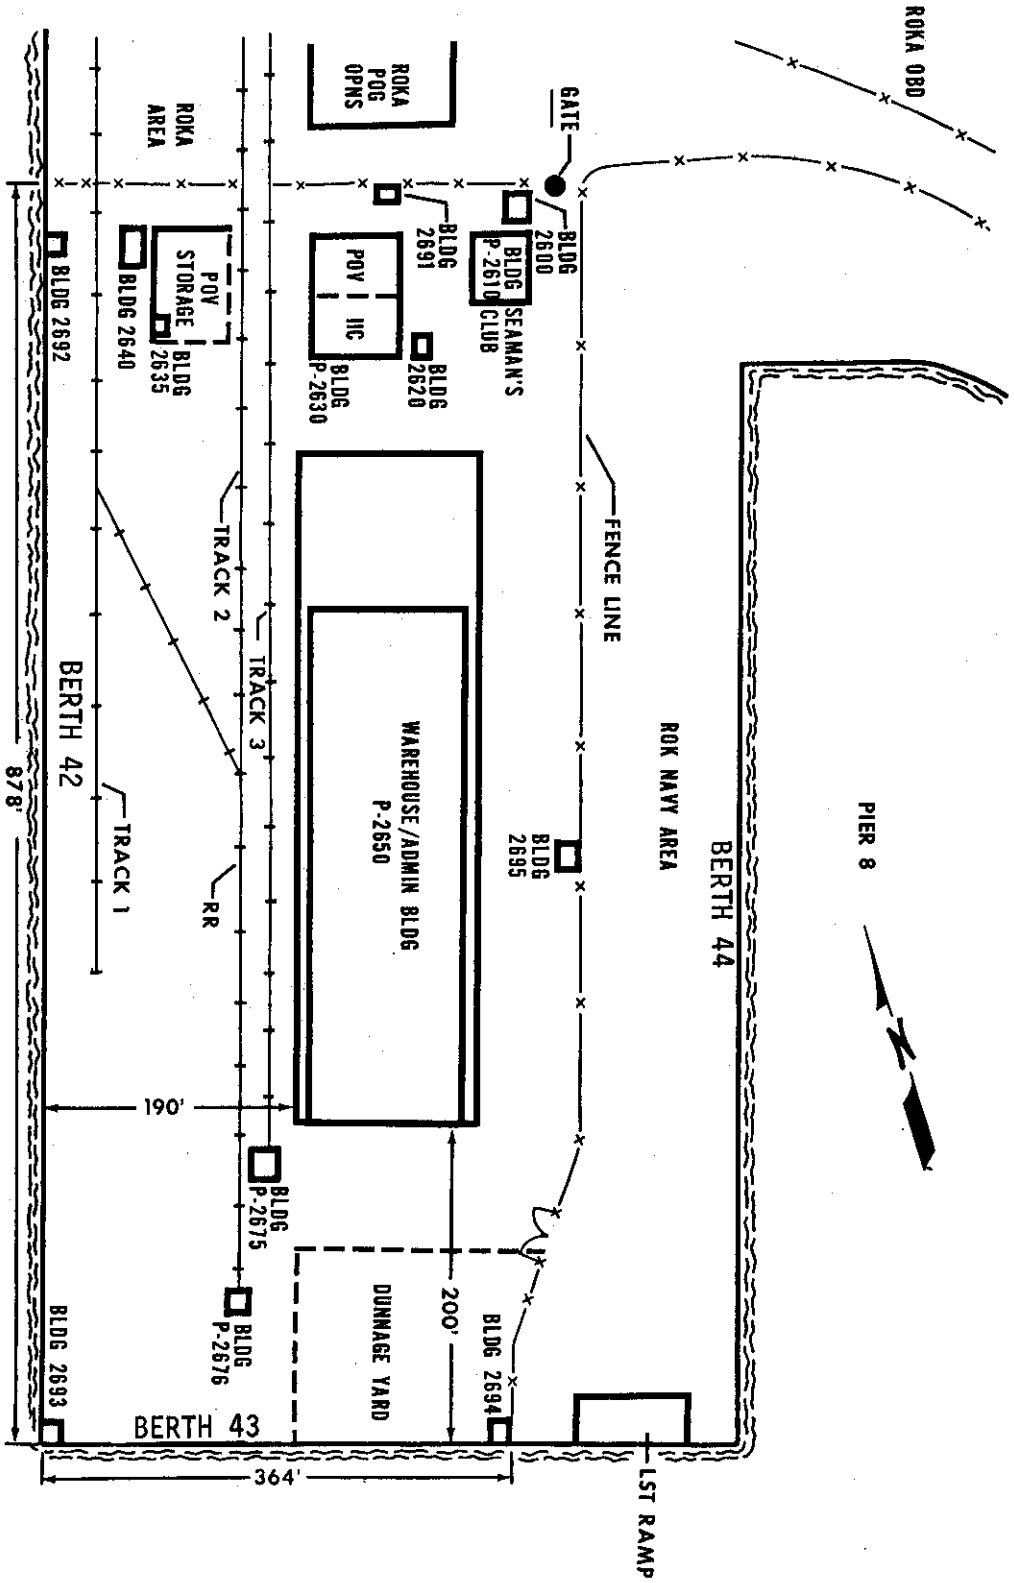 ROKA OBD
ROKA
POG
OPNS
GATE
ROKA
AREA
BLDG
2691
BLDG
2600
BLDG
P-2610
SEAMAN'S
CLUB
POV
STORAGE
POV
IIC
BLDG 2692
BLDG 2640
BLDG
2635
BLDG
P-2630
BLDG
2620
FENCE LINE
TRACK 2
TRACK 3
BERTH 42
878'
TRACK 1
RR
WAREHOUSE/ADMIN BLDG
P-2650
ROK NAVY AREA
BLDG
2695
BERTH 44
PIER 8
N
190'
BLDG
P-2675
200'
DUNNAGE YARD
BLDG
P-2676
BLDG 2693
BLDG 2694
BERTH 43
364'
LST RAMP